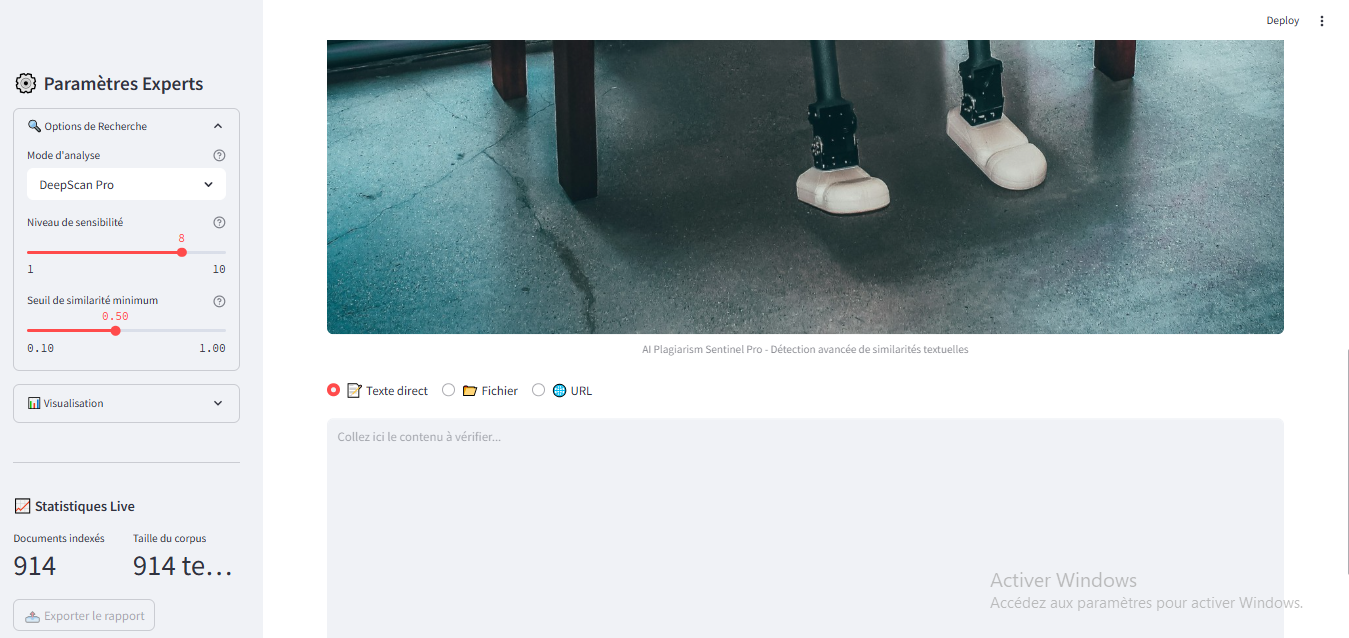 Deploy
Paramètres Experts
Options de Recherche
Mode d'analyse
DeepScan Pro
Niveau de sensibilité
8
1 10
Seuil de similarité minimum
0.50
0.10 1.00
Visualisation
Statistiques Live
Documents indexés Taille du corpus
914 914 te...
Exporter le rapport
AI Plagiarism Sentinel Pro - Détection avancée de similarités textuelles
Texte direct Fichier URL
Collez ici le contenu à vérifier...
Activer Windows
Accédez aux paramètres pour activer Windows.